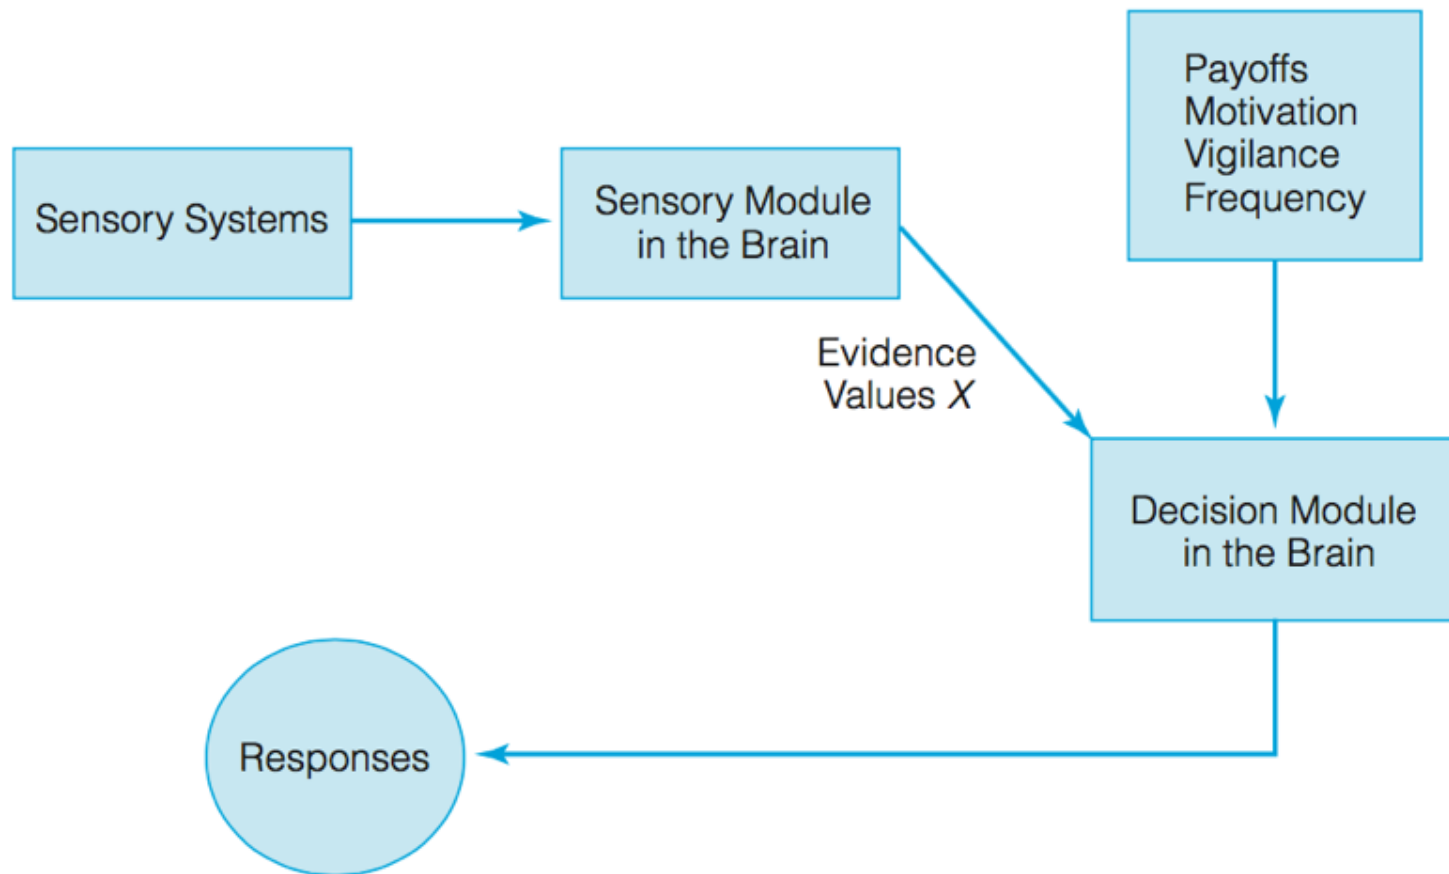 Sensory Systems
Sensory Module
in the Brain
Payoffs
Motivation
Vigilance
Frequency
Evidence
Values X
Decision Module
in the Brain
Responses